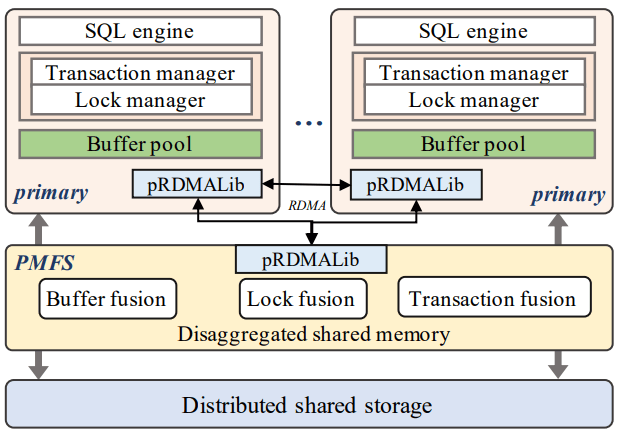 SQL engine
Transaction manager
Lock manager
Buffer pool
pRDMALib
primary
...
SQL engine
Transaction manager
Lock manager
Buffer pool
pRDMALib
primary
RDMA
PMFS
pRDMALib
Buffer fusion
Lock fusion
Transaction fusion
Disaggregated shared memory
Distributed shared storage